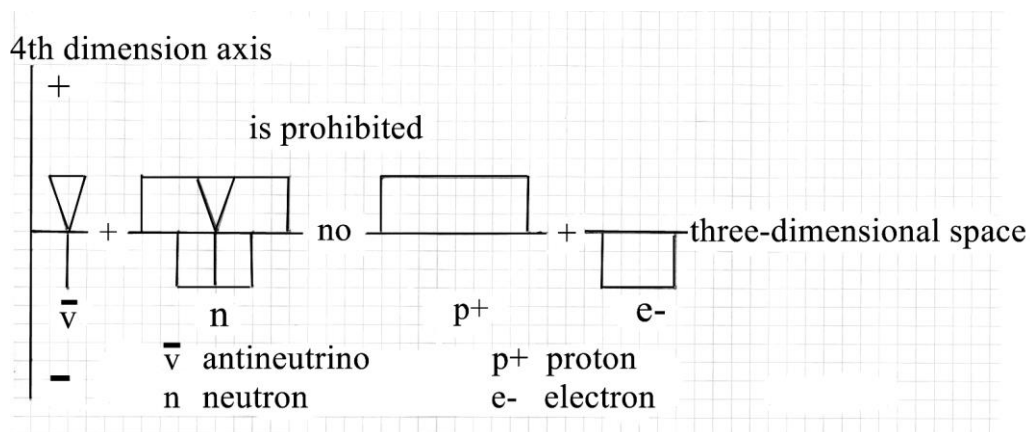 4th dimension axis
+
is prohibited
+ no + three-dimensional space
v̄ n p+ e-
v̄ antineutrino p+ proton
– n neutron e- electron